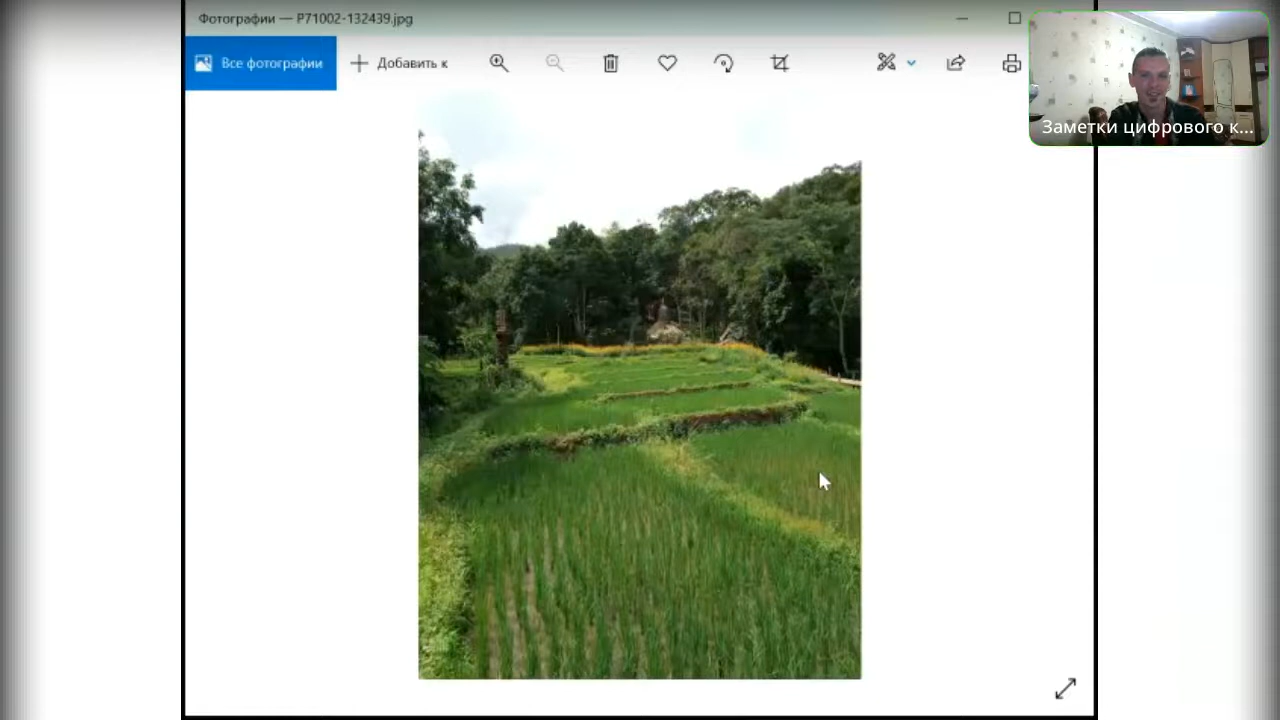 Фотографии — P71002-132439.jpg
Все фотографии
Добавить к
Заметки цифрового к...